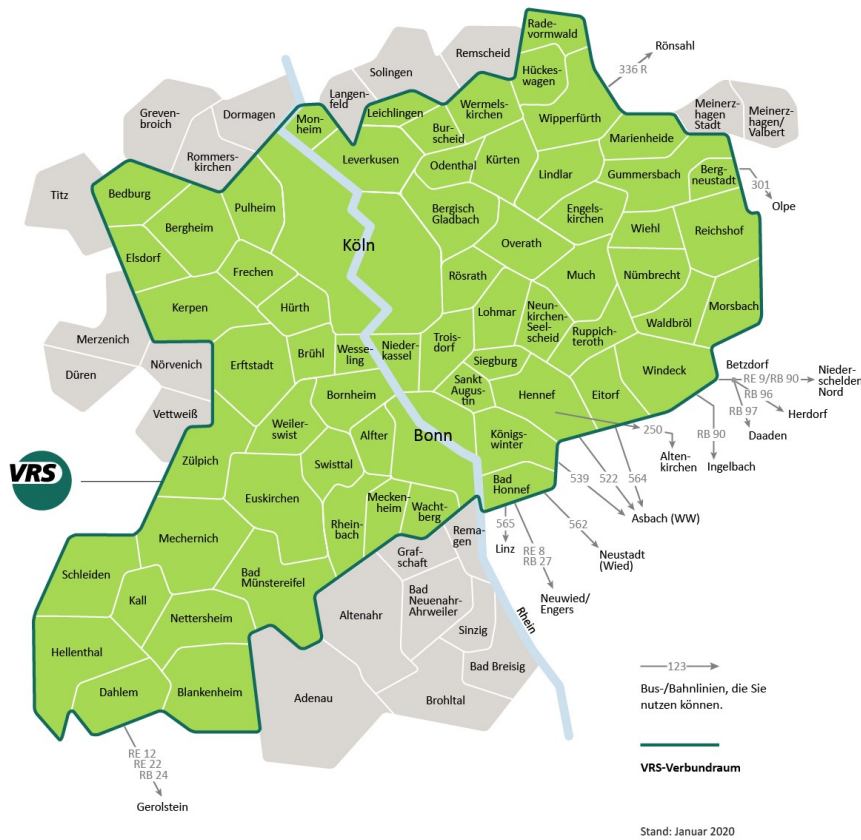 Rade-
vormwald
Rönsahl
336 R
Remscheid
Solingen
Hückes-
wagen
Langen-
feld
Leichlingen
Wermels-
kirchen
Wipperfürth
Meinerz-
hagen
Stadt
Meinerz-
hagen/
Valbert
Greven-
broich
Dormagen
Mon-
heim
Bur-
scheid
Marienheide
Rommers-
kirchen
Leverkusen
Odenthal
Kürten
Lindlar
Gummersbach
Berg-
neustadt
301
Olpe
Titz
Bedburg
Pulheim
Bergheim
Bergisch
Gladbach
Engels-
kirchen
Wiehl
Reichshof
Köln
Overath
Elsdorf
Frechen
Rösrath
Much
Nümbrecht
Kerpen
Hürth
Lohmar
Neun-
kirchen-
Seel-
scheid
Morsbach
Waldbröl
Ruppich-
teroth
Merzenich
Düren
Nörvenich
Erftstadt
Brühl
Wesse-
ling
Nieder-
kassel
Trois-
dorf
Siegburg
Windeck
Betzdorf
RE 9/RB 90
Nieder-
schelden
Nord
RB 96
Herdorf
RB 97
Daaden
RB 90
Ingelbach
Vettweiß
Bornheim
Sankt
Augus-
tin
Hennef
Eitorf
250
Alten-
kirchen
Weiler-
swist
Alfter
Bonn
Königs-
winter
Zülpich
Swisttal
VRS
Euskirchen
Mecken-
heim
Wacht-
berg
Bad
Honnef
539
522
564
Asbach (WW)
Rhein-
bach
Mechernich
565
Linz
562
Neustadt
(Wied)
RE 8
RB 27
Neuwied/
Engers
Rema-
gen
Graf-
schaft
Schleiden
Kall
Bad
Münstereifel
Nettersheim
Altenahr
Bad
Neuenahr-
Ahrweiler
Sinzig
Rhein
Hellenthal
Dahlem
Blankenheim
Bad Breisig
Adenau
Brohltal
RE 12
RE 22
RB 24
Gerolstein
123
Bus-/Bahnlinien, die Sie
nutzen können.
VRS-Verbundraum
Stand: Januar 2020